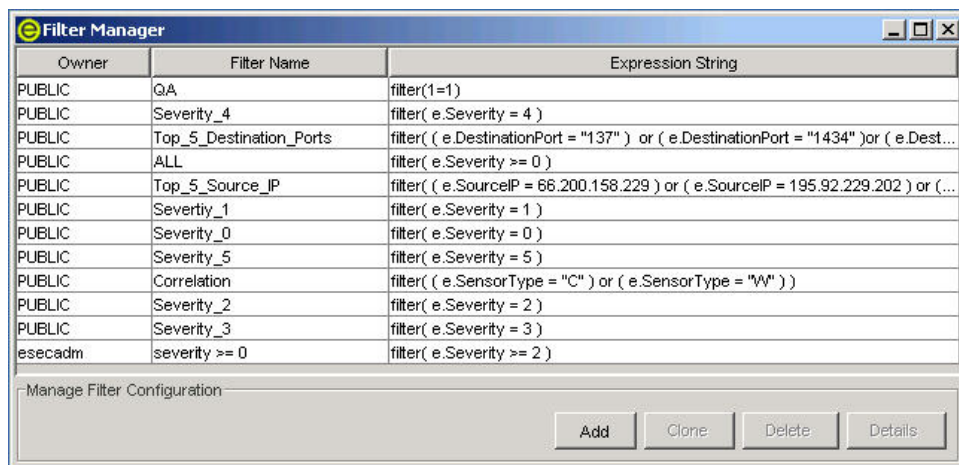 e Filter Manager
Owner Filter Name Expression String
PUBLIC QA filter(1=1)
PUBLIC Severity_4 filter( e.Severity = 4 )
PUBLIC Top_5_Destination_Ports filter( ( e.DestinationPort = "137" ) or ( e.DestinationPort = "1434" )or ( e.Dest...
PUBLIC ALL filter( e.Severity >= 0 )
PUBLIC Top_5_Source_IP filter( ( e.SourceIP = 66.200.158.229 ) or ( e.SourceIP = 195.92.229.202 ) or (...
PUBLIC Severtiy_1 filter( e.Severity = 1 )
PUBLIC Severity_0 filter( e.Severity = 0 )
PUBLIC Severity_5 filter( e.Severity = 5 )
PUBLIC Correlation filter( ( e.SensorType = "C" ) or ( e.SensorType = "W" ) )
PUBLIC Severity_2 filter( e.Severity = 2 )
PUBLIC Severity_3 filter( e.Severity = 3 )
esecadm severity >= 0 filter( e.Severity >= 2 )
Manage Filter Configuration
Add Clone Delete Details